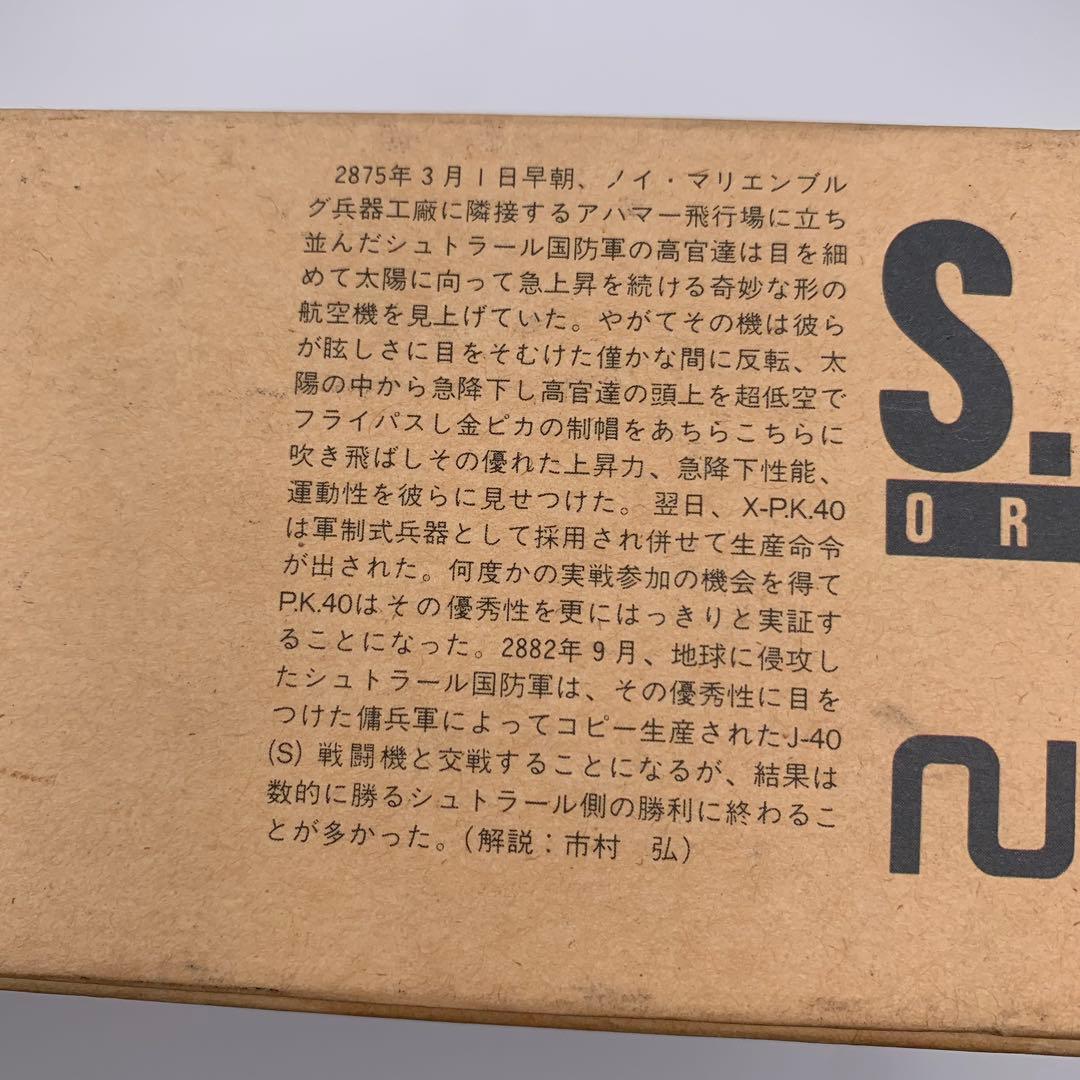 2875年3月1日早朝、ノイ・マリエンブル
グ兵器工廠に隣接するアハマー飛行場に立ち
並んだシュトラール国防軍の高官達は目を細
めて太陽に向って急上昇を続ける奇妙な形の
航空機を見上げていた。やがてその機は彼ら
が眩しさに目をそむけた僅かな間に反転、太
陽の中から急降下し高官達の頭上を超低空で
フライパスし金ピカの制帽をあちらこちらに
吹き飛ばしその優れた上昇力、急降下性能、
運動性を彼らに見せつけた。翌日、X-P.K.40
は軍制式兵器として採用され併せて生産命令
が出された。何度かの実戦参加の機会を得て
P.K.40はその優秀性を更にはっきりと実証す
ることになった。2882年9月、地球に侵攻し
たシュトラール国防軍は、その優秀性に目を
つけた傭兵軍によってコピー生産されたJ-40
(S) 戦闘機と交戦することになるが、結果は
数的に勝るシュトラール側の勝利に終わるこ
とが多かった。(解説：市村 弘)
S.
OR